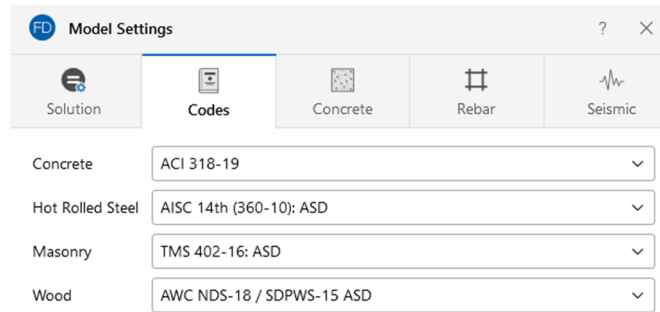 FD Model Settings ? ×
Solution Codes Concrete Rebar Seismic
Concrete ACI 318-19
Hot Rolled Steel AISC 14th (360-10): ASD
Masonry TMS 402-16: ASD
Wood AWC NDS-18 / SDPWS-15 ASD